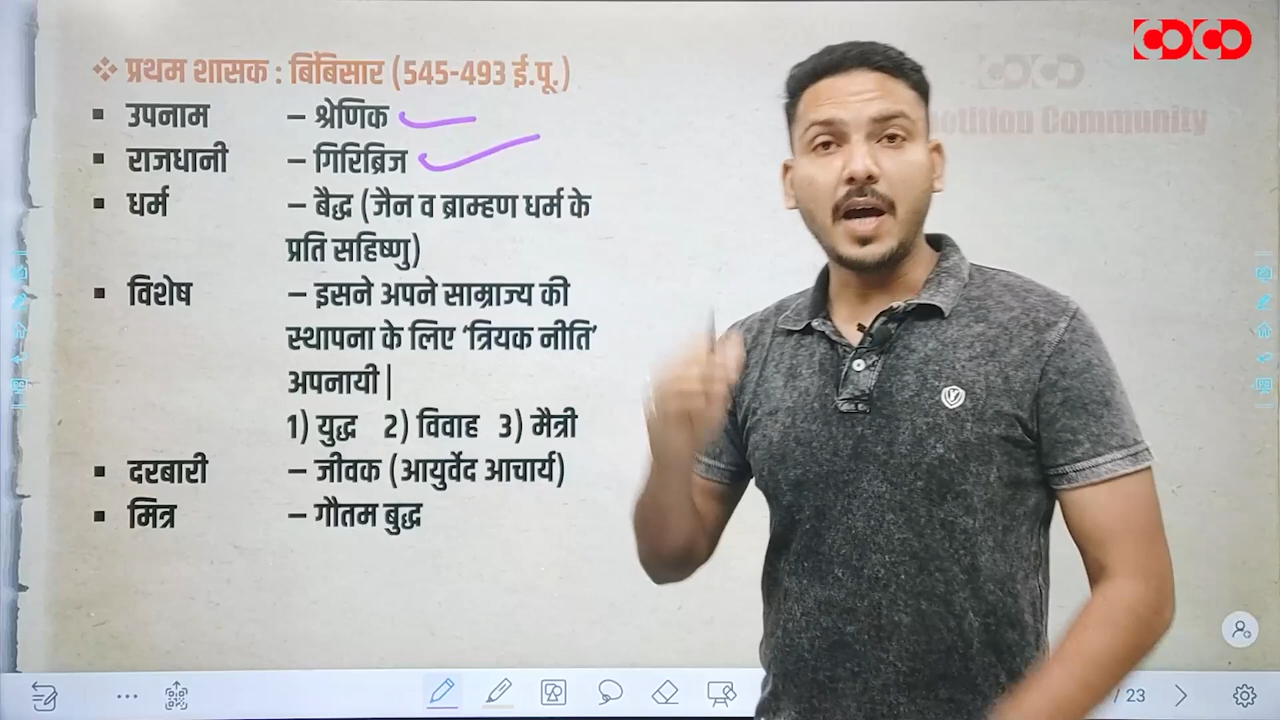 ❖ प्रथम शासक : बिंबिसार (545-493 ई.पू.)
▪ उपनाम – श्रेणिक
▪ राजधानी – गिरिब्रिज
▪ धर्म – बैद्ध (जैन व ब्राम्हण धर्म के
प्रति सहिष्णु)
▪ विशेष – इसने अपने साम्राज्य की
स्थापना के लिए ‘त्रियक नीति’
अपनायी |
1) युद्ध 2) विवाह 3) मैत्री
▪ दरबारी – जीवक (आयुर्वेद आचार्य)
▪ मित्र – गौतम बुद्ध
Community
/ 23